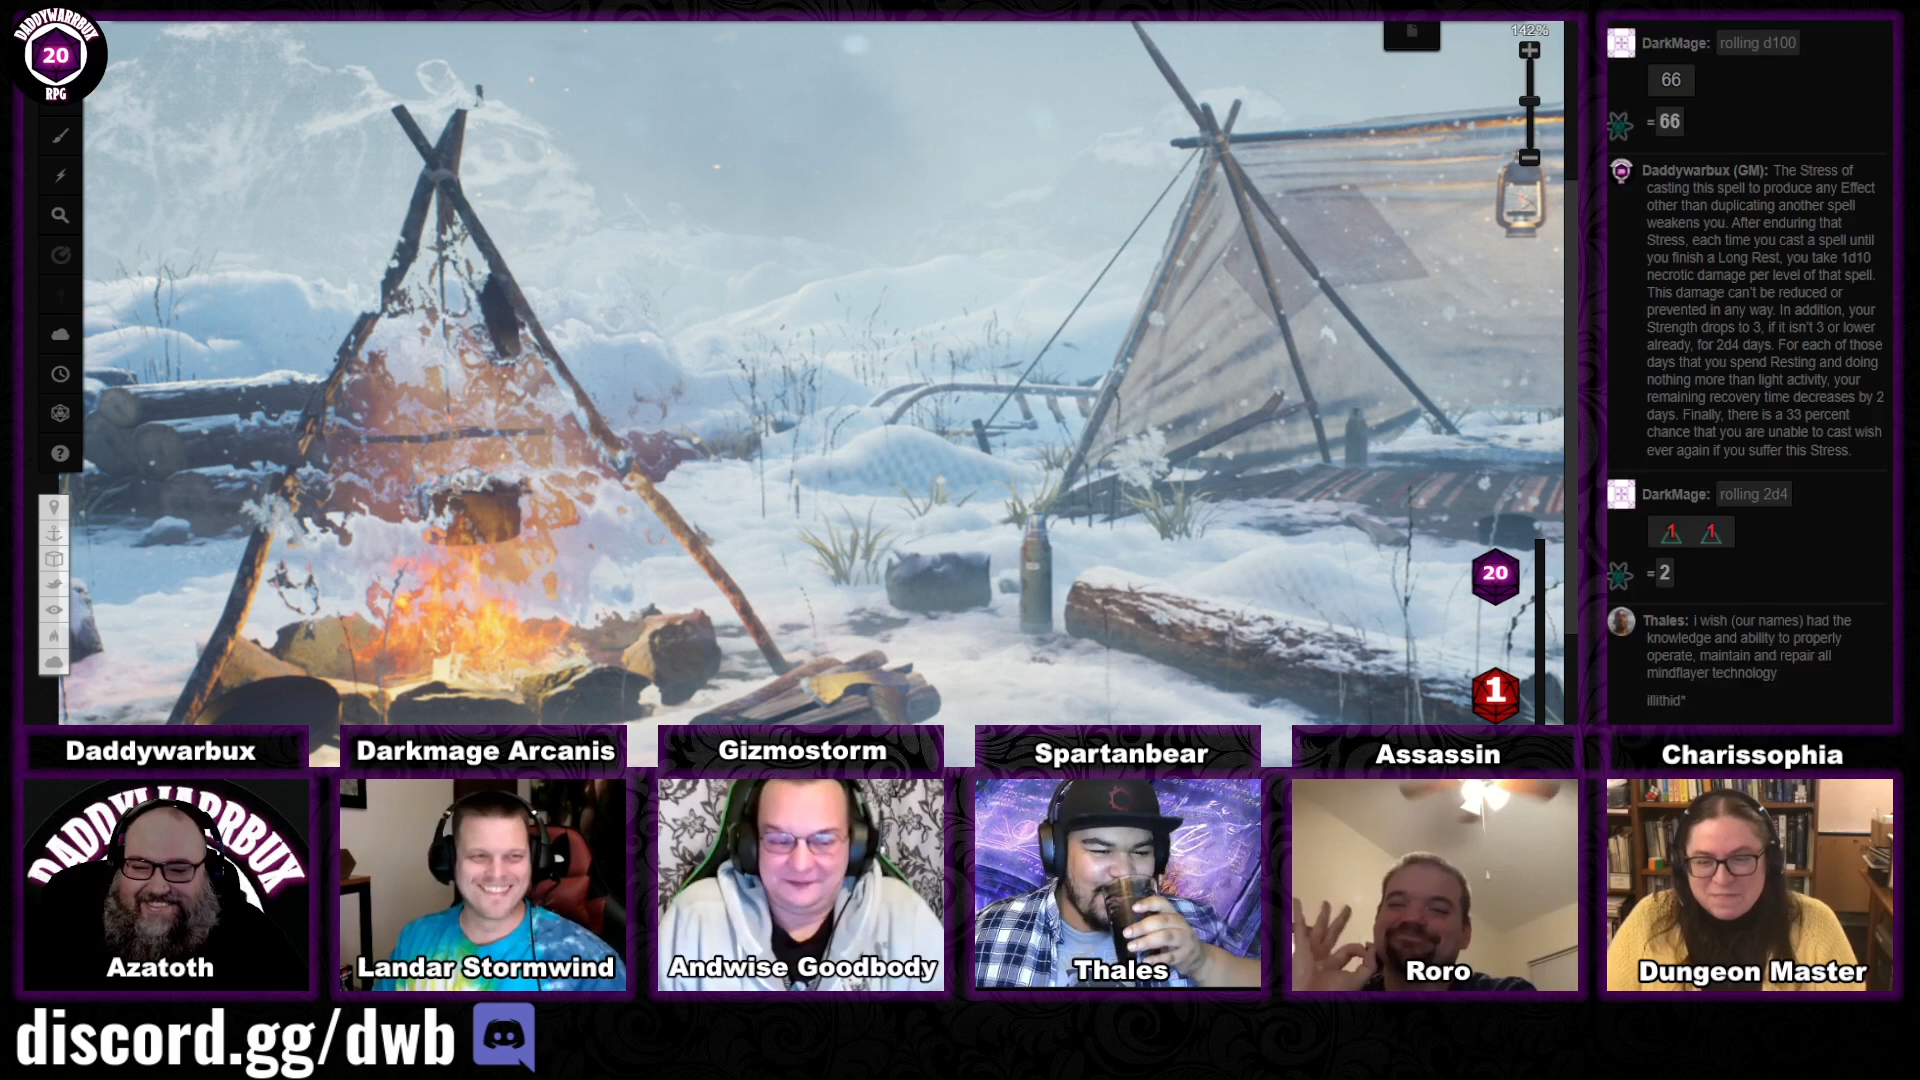 DADDYWARRBUX
20
RPG
142%
DarkMage: rolling d100
66
= 66
Daddywarbux (GM): The Stress of
casting this spell to produce any Effect
other than duplicating another spell
weakens you. After enduring that
Stress, each time you cast a spell until
you finish a Long Rest, you take 1d10
necrotic damage per level of that spell.
This damage can't be reduced or
prevented in any way. In addition, your
Strength drops to 3, if it isn't 3 or lower
already, for 2d4 days. For each of those
days that you spend Resting and doing
nothing more than light activity, your
remaining recovery time decreases by 2
days. Finally, there is a 33 percent
chance that you are unable to cast wish
ever again if you suffer this Stress.
DarkMage: rolling 2d4
1 1
= 2
Thales: i wish (our names) had the
knowledge and ability to properly
operate, maintain and repair all
mindflayer technology
illithid*
20
1
Daddywarbux
Darkmage Arcanis
Gizmostorm
Spartanbear
Assassin
Charissophia
DADDYWARRBUX
Azatoth
Landar Stormwind
Andwise Goodbody
Thales
Roro
Dungeon Master
discord.gg/dwb